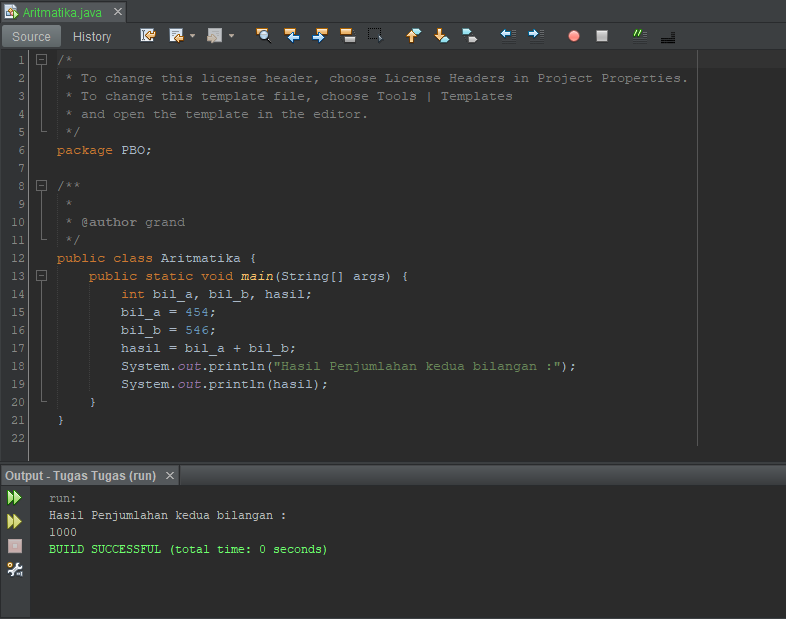 Aritmatika.java
Source History
1 /*
2 * To change this license header, choose License Headers in Project Properties.
3 * To change this template file, choose Tools | Templates
4 * and open the template in the editor.
5 */
6 package PBO;
7
8 /**
9 *
10 * @author grand
11 */
12 public class Aritmatika {
13 public static void main(String[] args) {
14 int bil_a, bil_b, hasil;
15 bil_a = 454;
16 bil_b = 546;
17 hasil = bil_a + bil_b;
18 System.out.println("Hasil Penjumlahan kedua bilangan :");
19 System.out.println(hasil);
20 }
21 }
22
Output - Tugas Tugas (run)
run:
Hasil Penjumlahan kedua bilangan :
1000
BUILD SUCCESSFUL (total time: 0 seconds)